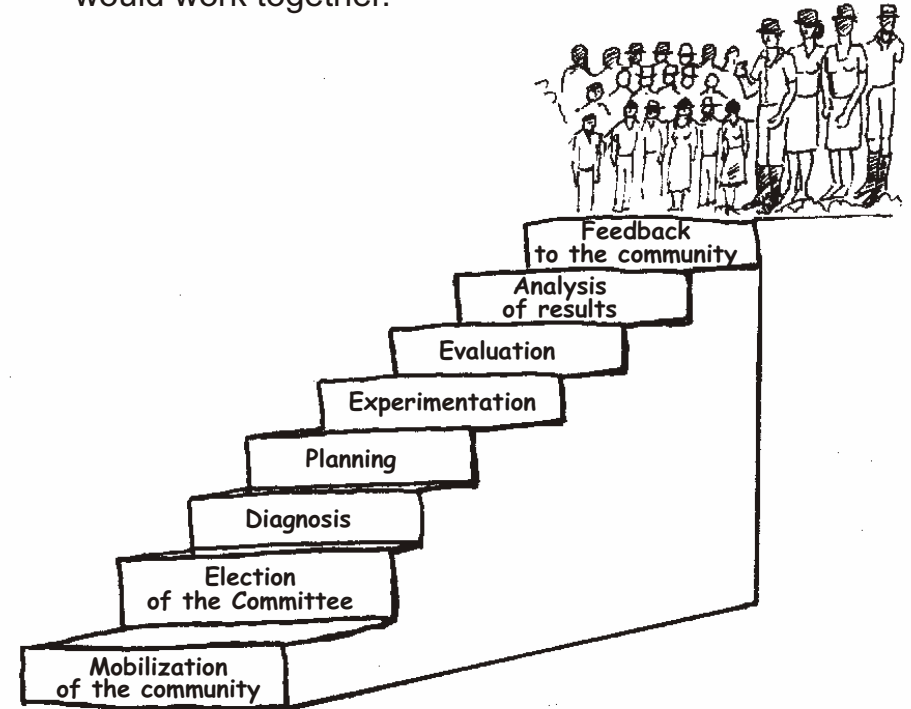 would work together.
Feedback
to the community
Analysis
of results
Evaluation
Experimentation
Planning
Diagnosis
Election
of the Committee
Mobilization
of the community